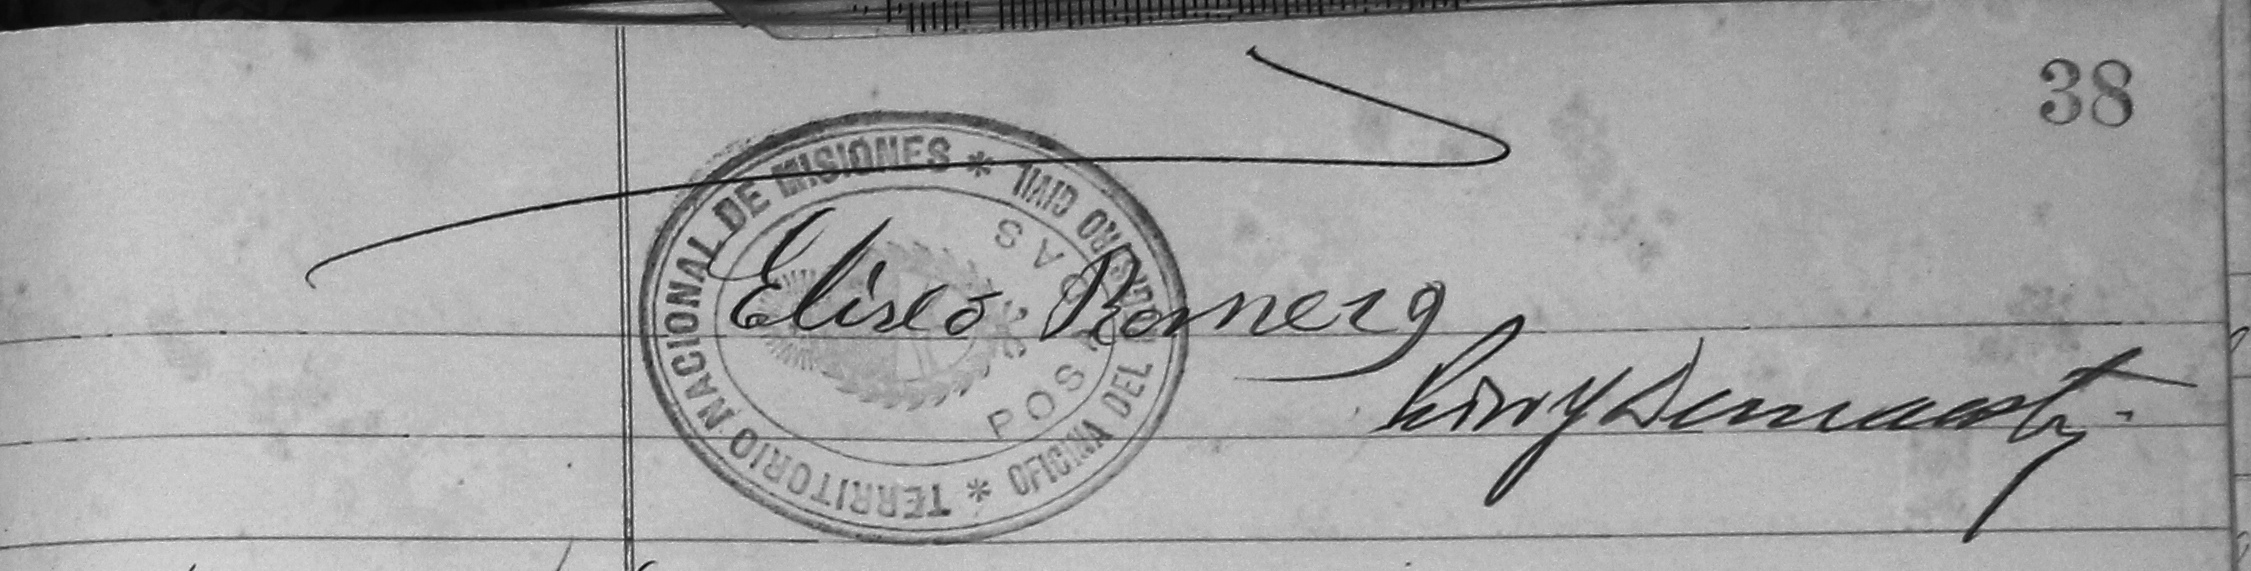 38
TERRITORIO NACIONAL DE MISIONES * OFICINA DEL REGISTRO CIVIL *
POSADAS
Eliseo Romero